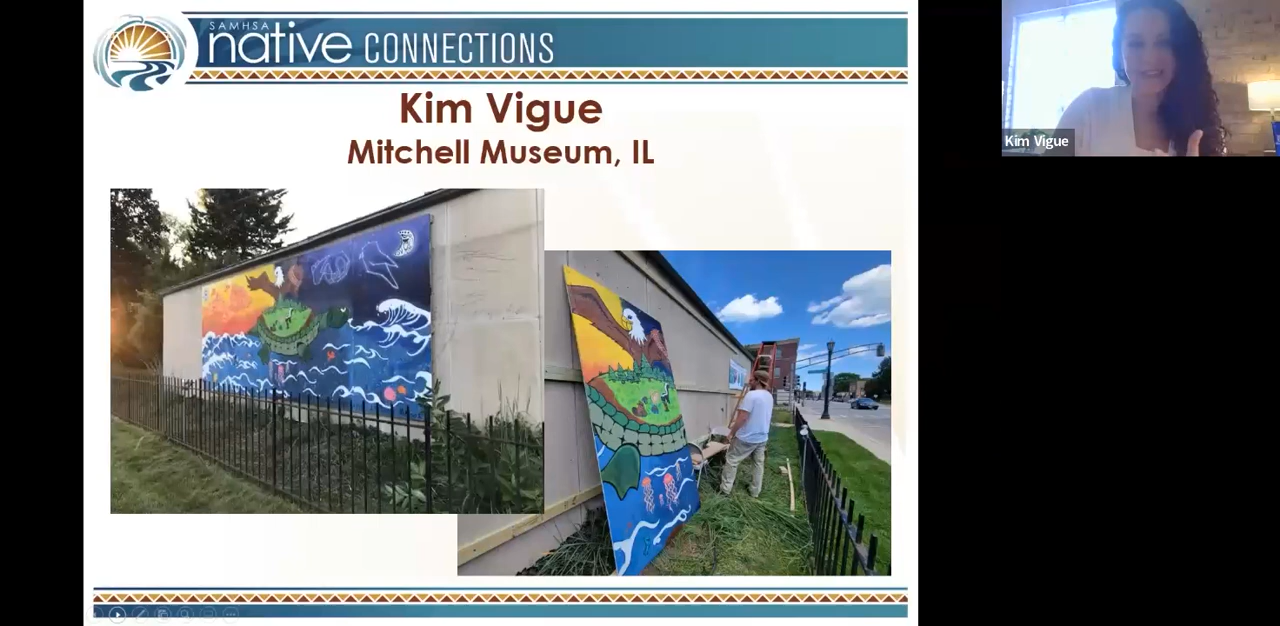 SAMHSA
native CONNECTIONS
Kim Vigue
Mitchell Museum, IL
Kim Vigue